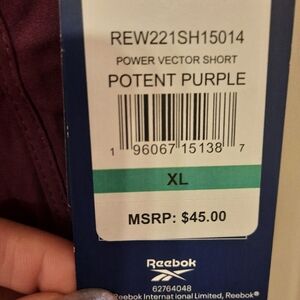 REW221SH15014
POWER VECTOR SHORT
POTENT PURPLE
1 96067 15138 7
XL
MSRP: $45.00
Reebok
62764048
Reebok International Limited, Reebok®